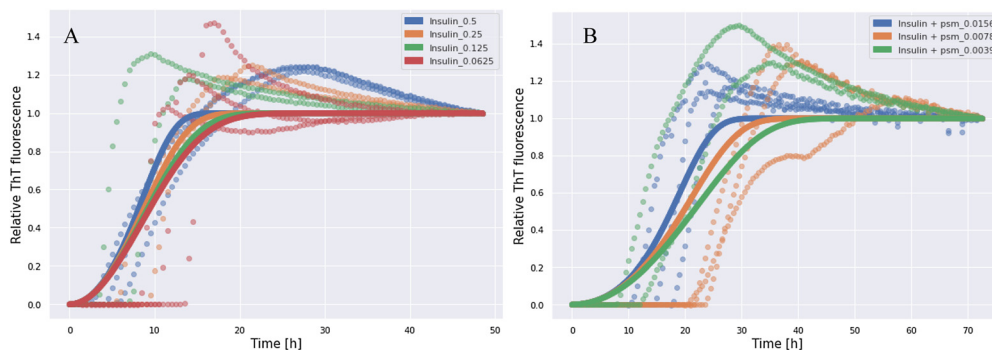 A
Insulin_0.5
Insulin_0.25
Insulin_0.125
Insulin_0.0625
Relative ThT fluorescence
1.4
1.2
1.0
0.8
0.6
0.4
0.2
0.0
0 10 20 30 40 50
Time [h]
B
Insulin + psm_0.0156
Insulin + psm_0.0078
Insulin + psm_0.0039
Relative ThT fluorescence
1.4
1.2
1.0
0.8
0.6
0.4
0.2
0.0
0 10 20 30 40 50 60 70
Time [h]